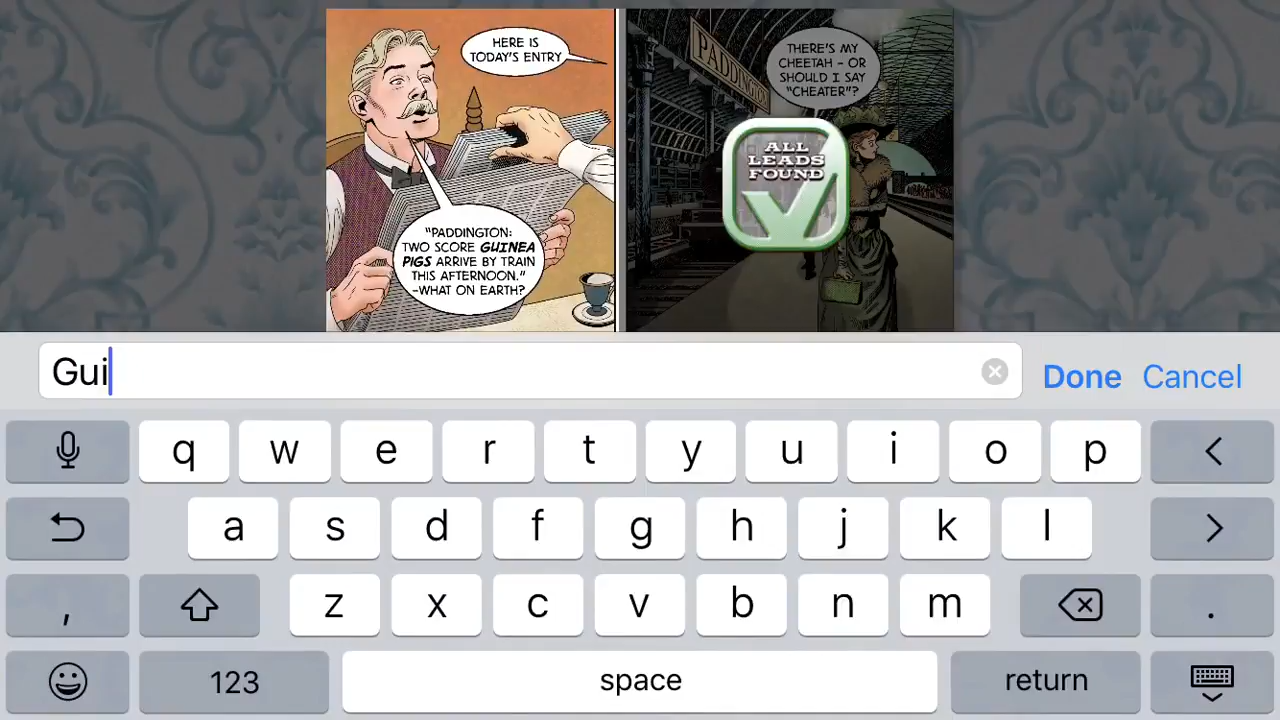 HERE IS
TODAY'S ENTRY
"PADDINGTON:
TWO SCORE GUINEA
PIGS ARRIVE BY TRAIN
THIS AFTERNOON."
-WHAT ON EARTH?
PADDINGTON
THERE'S MY
CHEETAH - OR
SHOULD I SAY
"CHEATER"?
ALL
LEADS
FOUND
Gui
Done Cancel
q w e r t y u i o p <
a s d f g h j k l >
, z x c v b n m .
123 space return